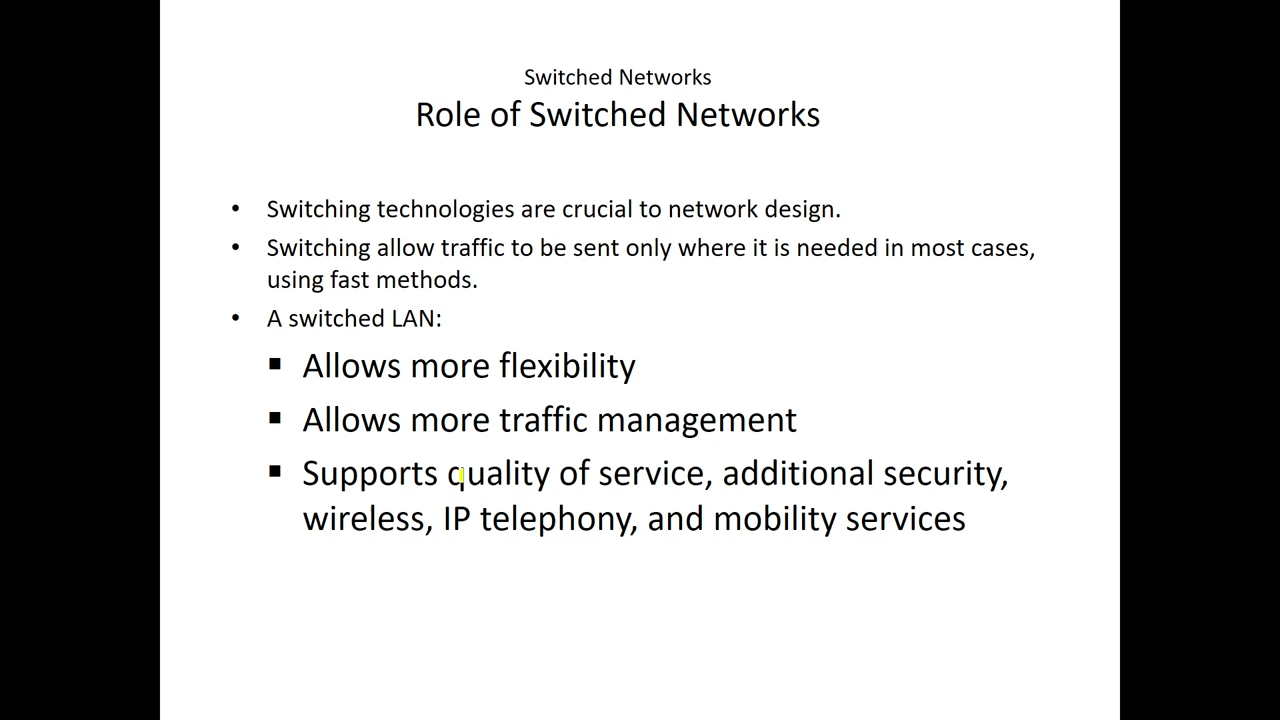 Switched Networks
Role of Switched Networks
• Switching technologies are crucial to network design.
• Switching allow traffic to be sent only where it is needed in most cases,
using fast methods.
• A switched LAN:
▪ Allows more flexibility
▪ Allows more traffic management
▪ Supports quality of service, additional security,
wireless, IP telephony, and mobility services